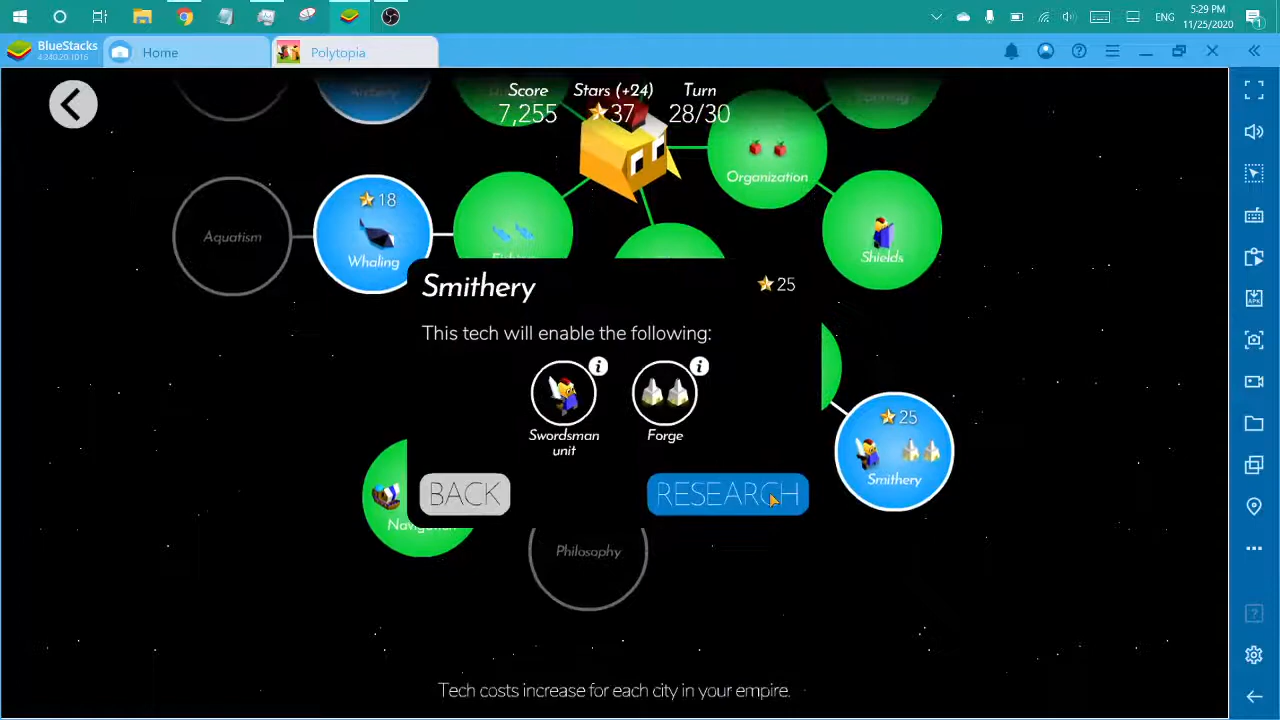 ENG
5:29 PM
11/25/2020
1
BlueStacks
4.240.20.1016
Home
Polytopia
Score
7,255
Stars (+24)
37
Turn
28/30
Organization
Aquatism
18
Whaling
Shields
Smithery
25
This tech will enable the following:
Swordsman
unit
Forge
25
Smithery
BACK
RESEARCH
Philosophy
Tech costs increase for each city in your empire.